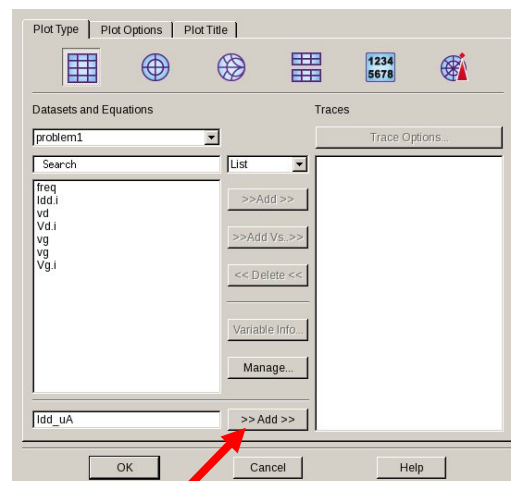 Plot Type
Plot Options
Plot Title
1234
5678
Datasets and Equations
Traces
problem1
Trace Options...
Search
List
freq
Idd.i
vd
Vd.i
vg
vg
Vg.i
>>Add >>
>>Add Vs..>>
<< Delete <<
Variable Info...
Manage...
Idd_uA
>> Add >>
OK
Cancel
Help